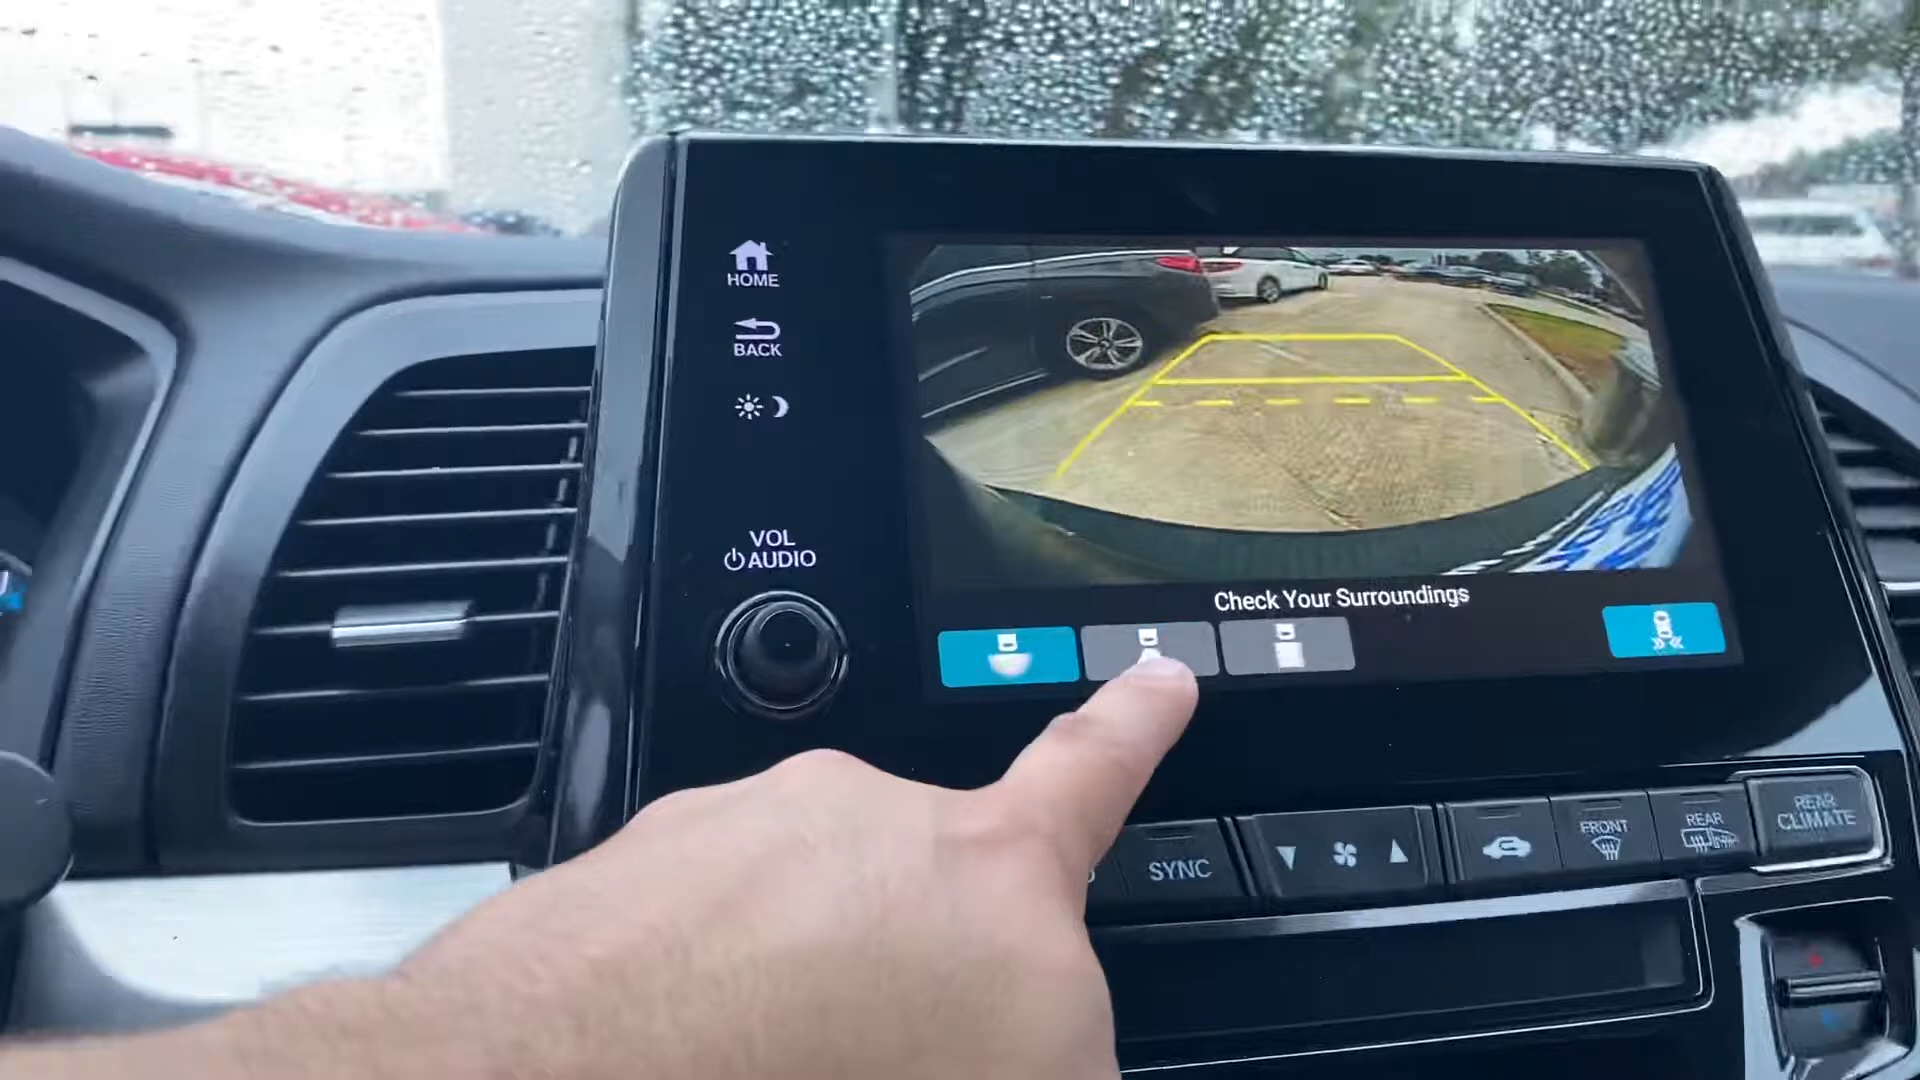 HOME
BACK
VOL
AUDIO
Check Your Surroundings
SYNC
FRONT
REAR
REAR
CLIMATE